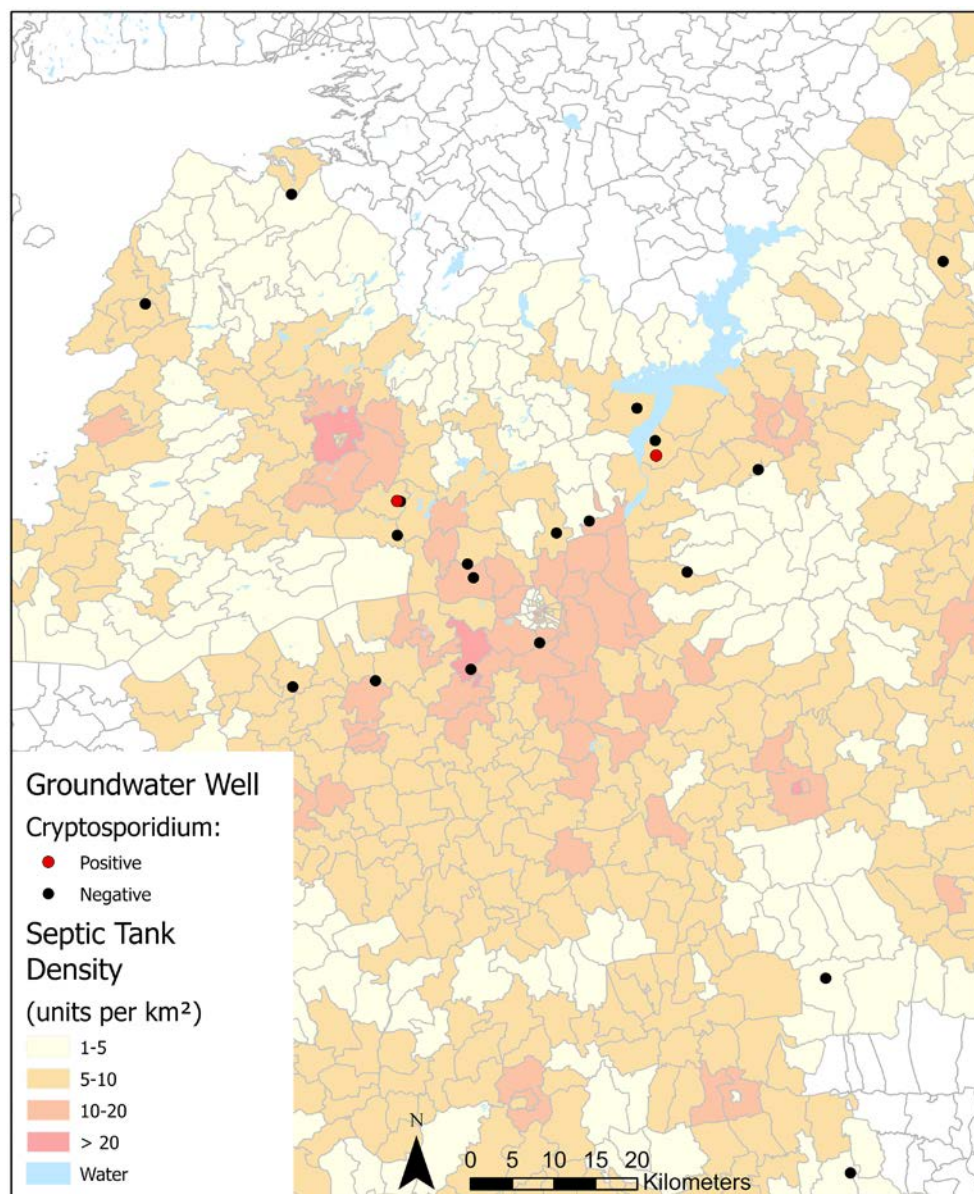 Groundwater Well
Cryptosporidium:
Positive
Negative
Septic Tank
Density
(units per km²)
1-5
5-10
10-20
> 20
Water
N
0 5 10 15 20
Kilometers